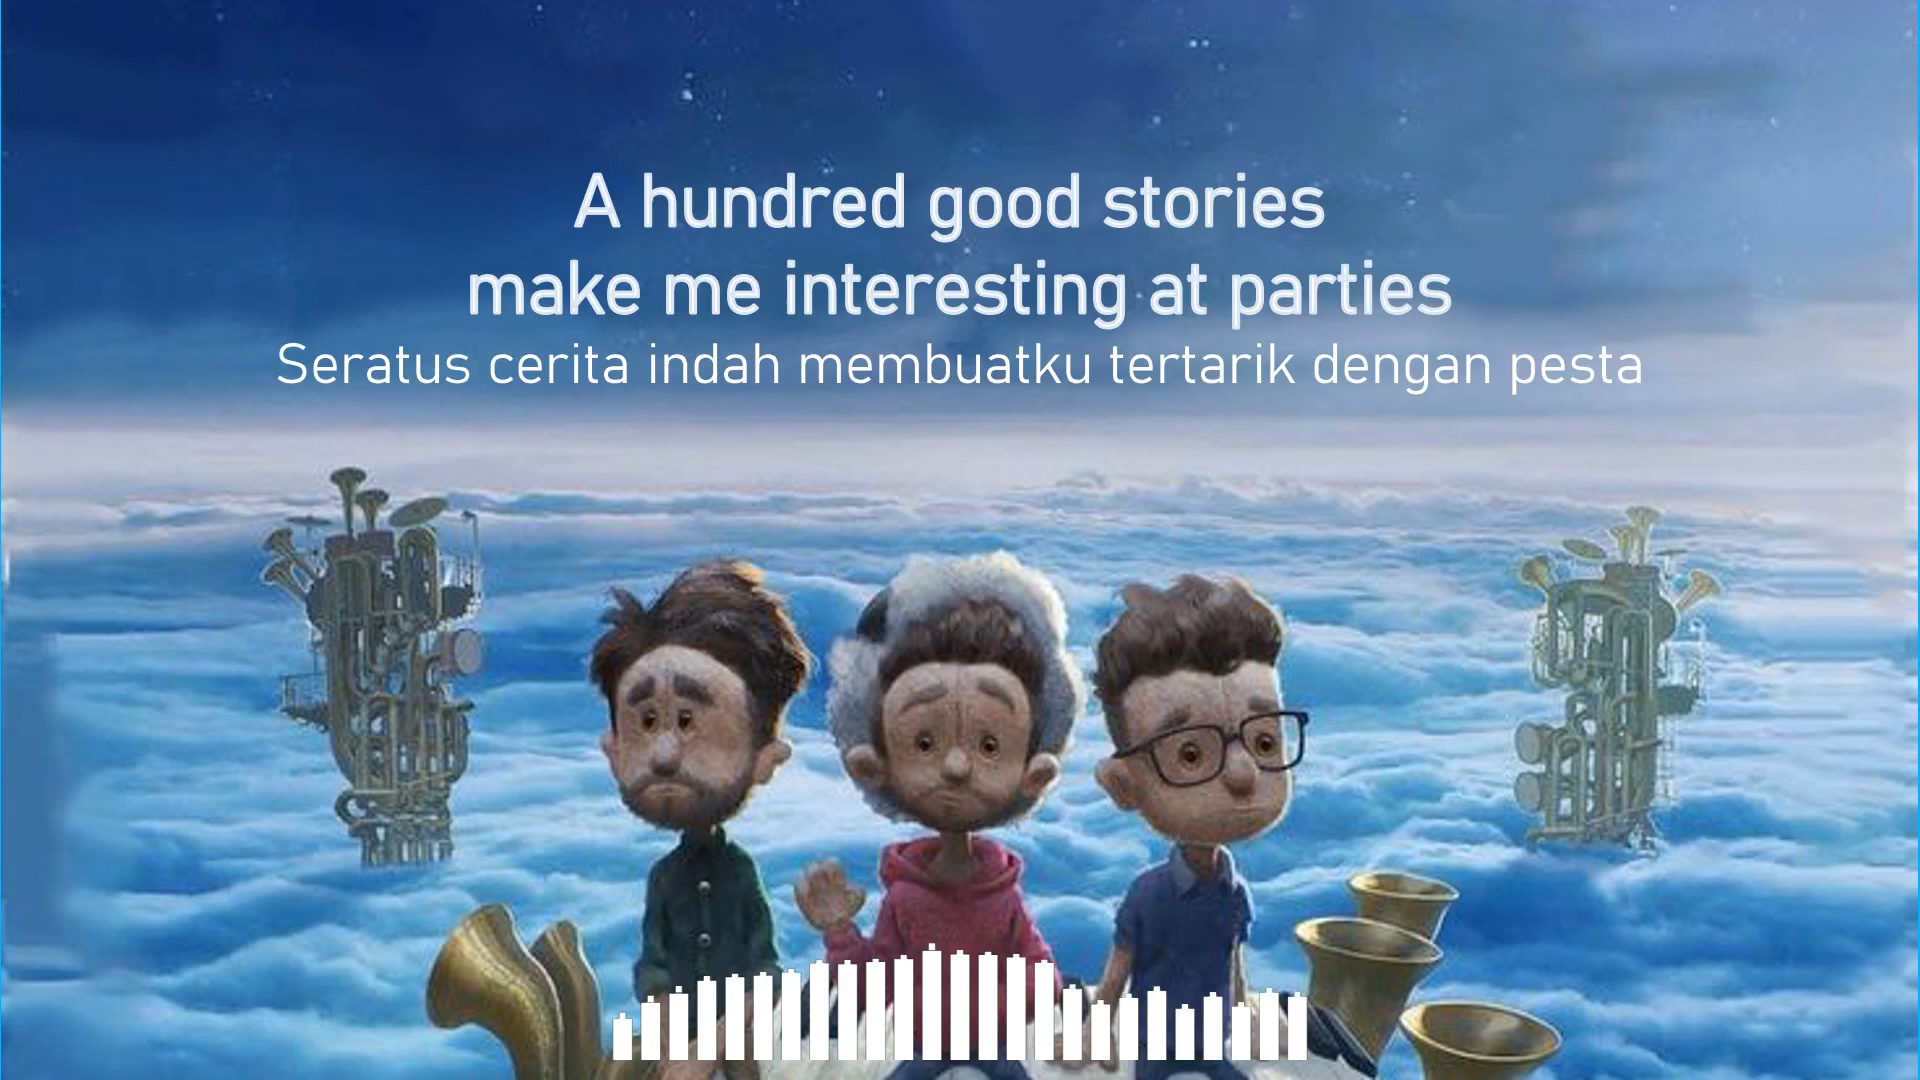 A hundred good stories
make me interesting at parties
Seratus cerita indah membuatku tertarik dengan pesta